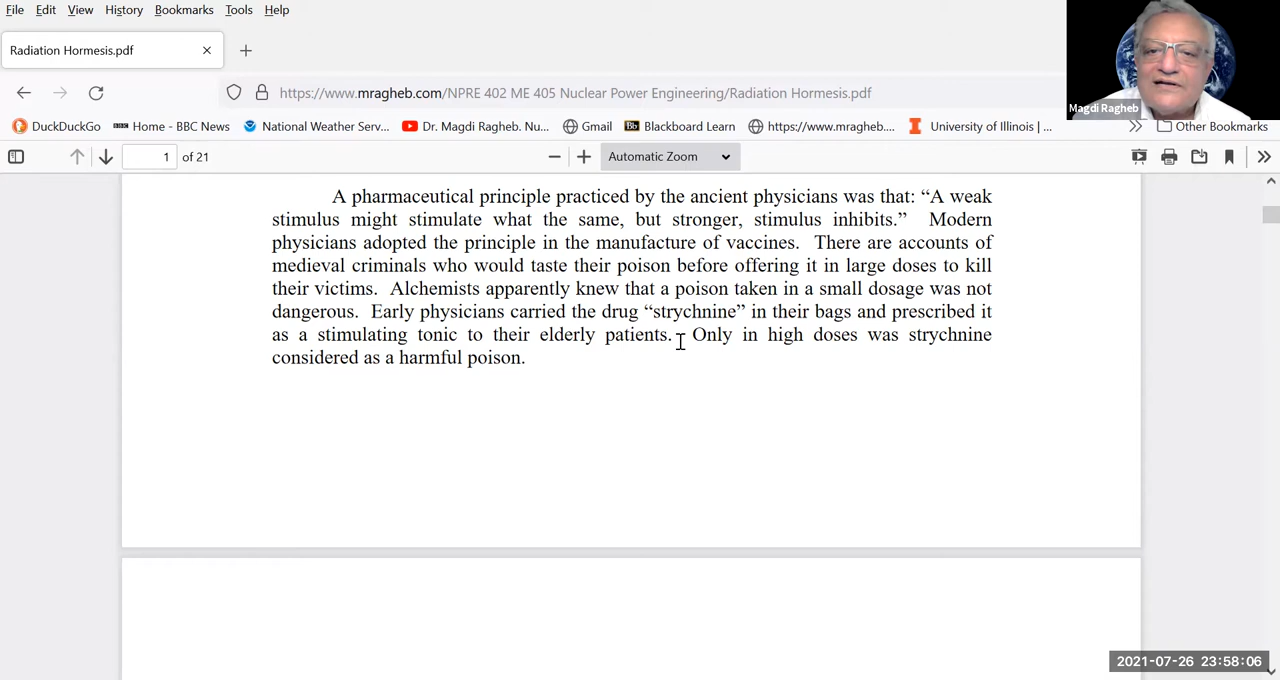 File Edit View History Bookmarks Tools Help
Radiation Hormesis.pdf
https://www.mragheb.com/NPRE 402 ME 405 Nuclear Power Engineering/Radiation Hormesis.pdf
Magdi Ragheb
DuckDuckGo BBC Home - BBC News National Weather Serv... Dr. Magdi Ragheb. Nu... Gmail Bb Blackboard Learn https://www.mragheb.... University of Illinois |... Other Bookmarks
1 of 21 Automatic Zoom
A pharmaceutical principle practiced by the ancient physicians was that: “A weak
stimulus might stimulate what the same, but stronger, stimulus inhibits.” Modern
physicians adopted the principle in the manufacture of vaccines. There are accounts of
medieval criminals who would taste their poison before offering it in large doses to kill
their victims. Alchemists apparently knew that a poison taken in a small dosage was not
dangerous. Early physicians carried the drug “strychnine” in their bags and prescribed it
as a stimulating tonic to their elderly patients. Only in high doses was strychnine
considered as a harmful poison.
2021-07-26 23:58:06